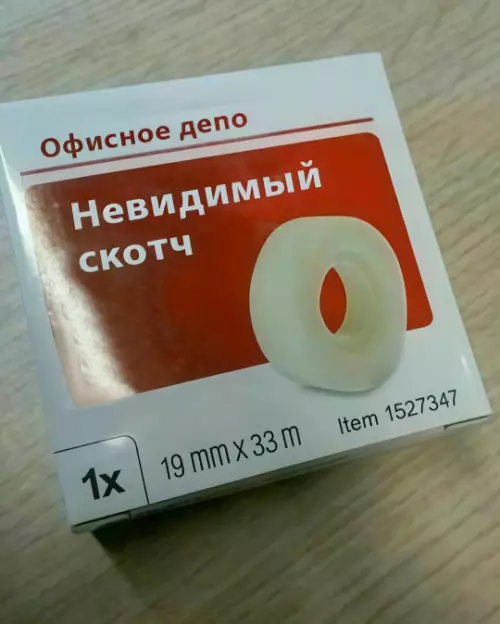 Офисное депо
Невидимый
скотч
1x
19 mm x 33 m
Item 1527347